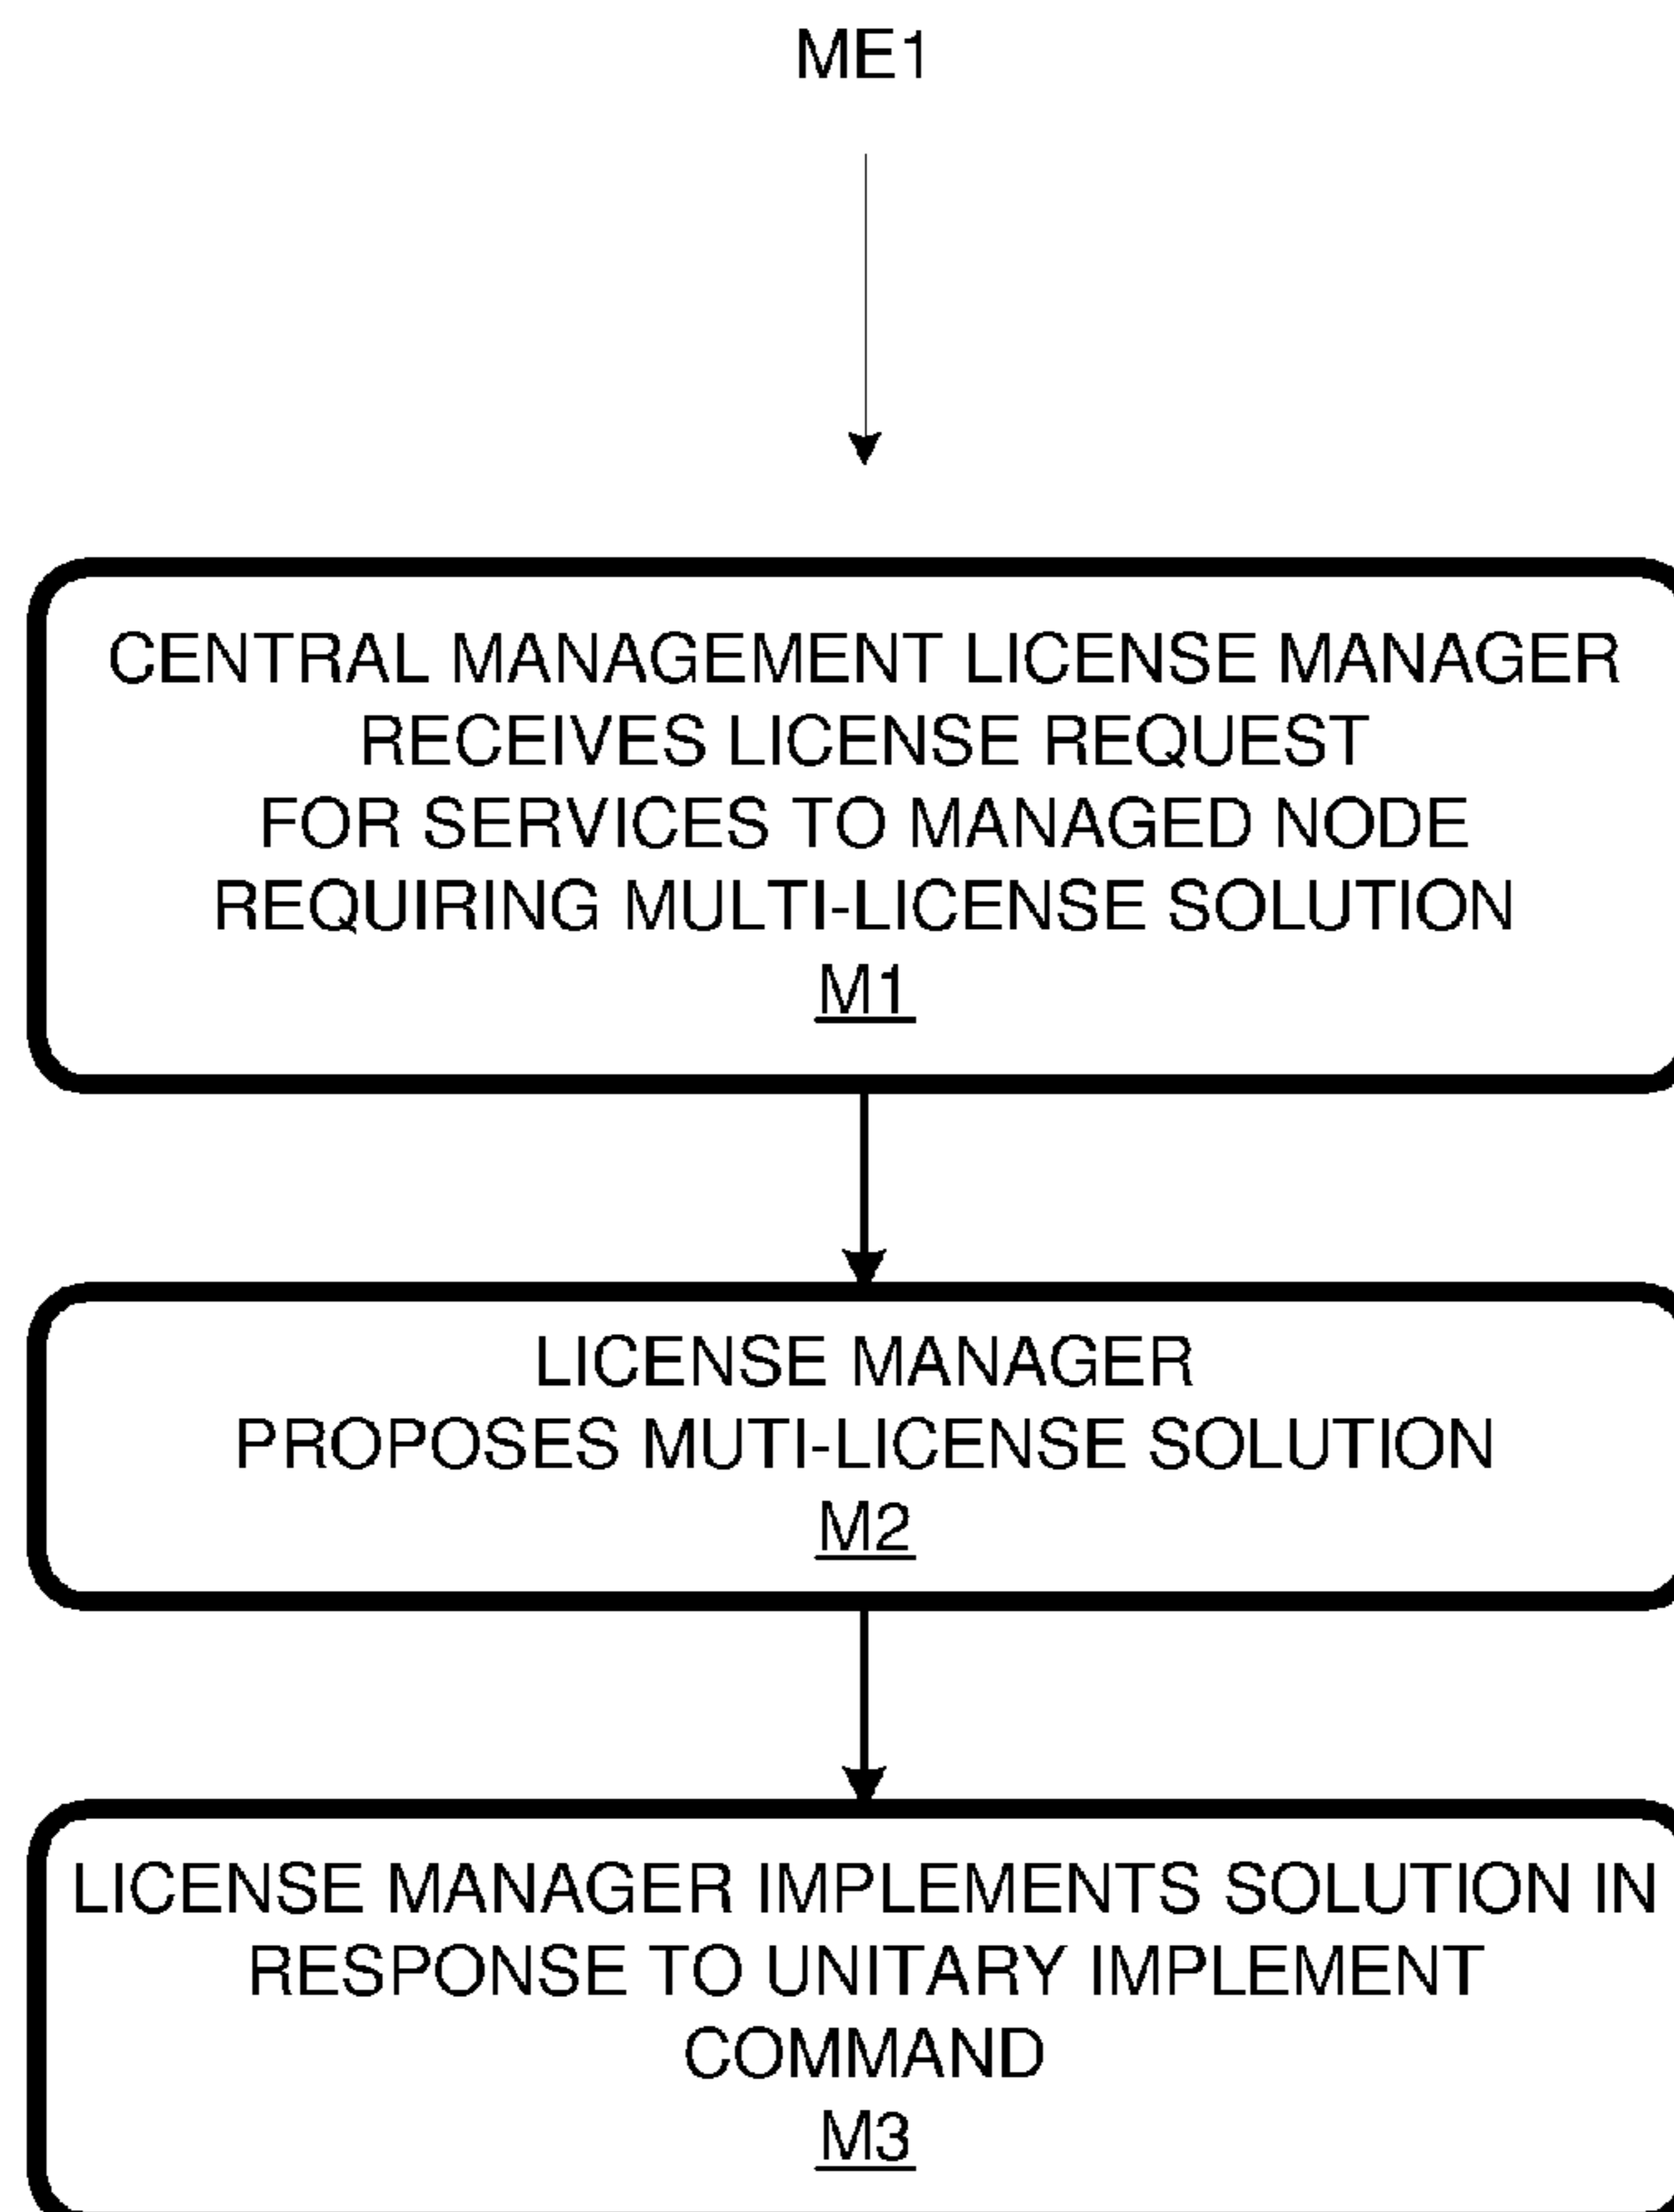 ME1
CENTRAL MANAGEMENT LICENSE MANAGER
RECEIVES LICENSE REQUEST
FOR SERVICES TO MANAGED NODE
REQUIRING MULTI-LICENSE SOLUTION
M1
LICENSE MANAGER
PROPOSES MUTI-LICENSE SOLUTION
M2
LICENSE MANAGER IMPLEMENTS SOLUTION IN
RESPONSE TO UNITARY IMPLEMENT
COMMAND
M3